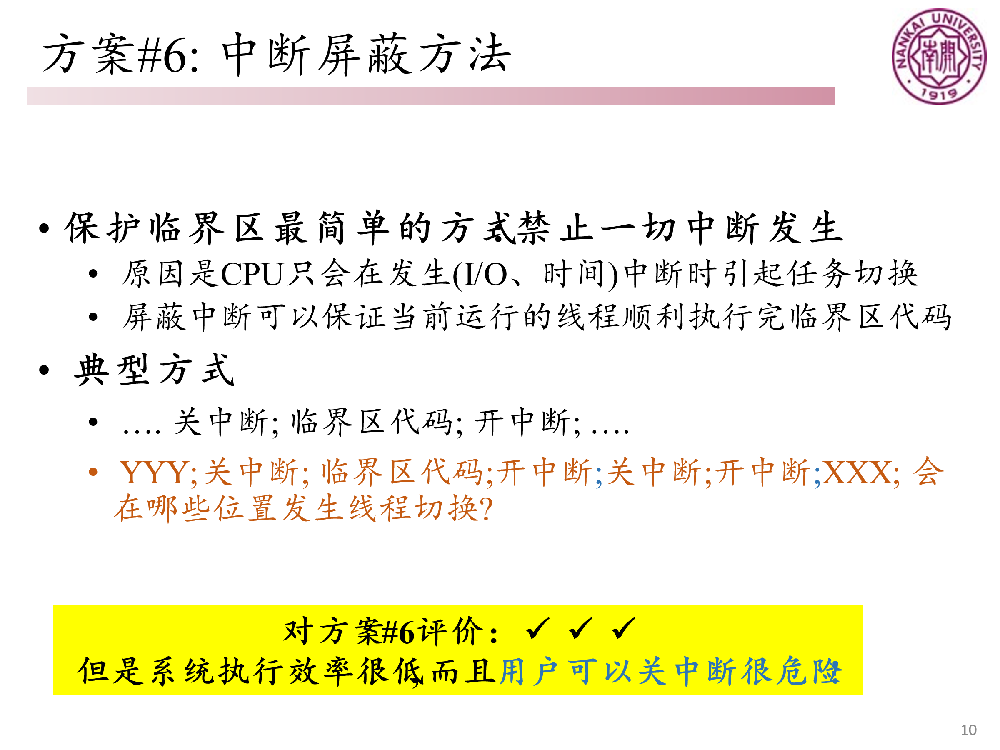 方案#6: 中断屏蔽方法
NANKAI UNIVERSITY
南開
1919
• 保护临界区最简单的方式:禁止一切中断发生
• 原因是CPU只会在发生(I/O、时间)中断时引起任务切换
• 屏蔽中断可以保证当前运行的线程顺利执行完临界区代码
• 典型方式
• …. 关中断; 临界区代码; 开中断; ….
• YYY; 关中断; 临界区代码;开中断;关中断;开中断;XXX; 会
在哪些位置发生线程切换?
对方案#6评价: ✓ ✓ ✓
但是系统执行效率很低,而且用户可以关中断很危险!
10